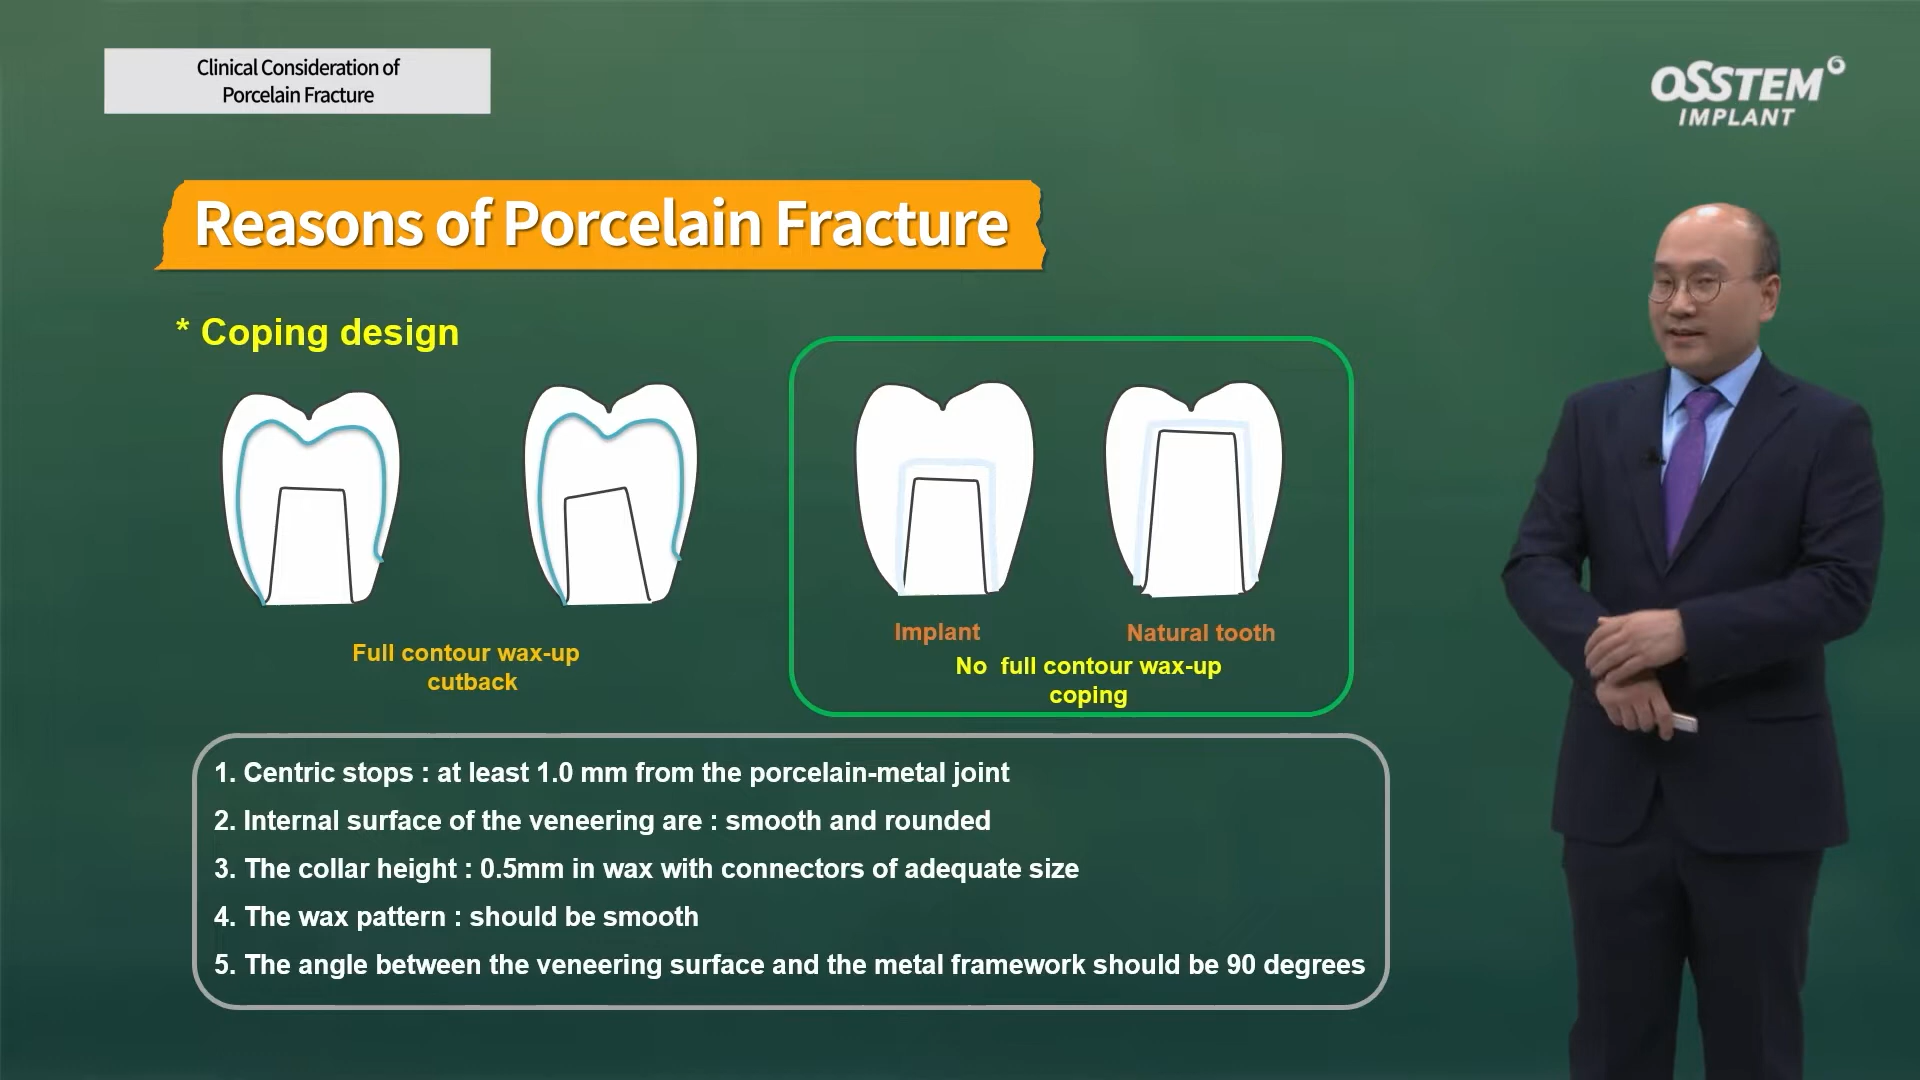 Clinical Consideration of
Porcelain Fracture
OSSTEM
IMPLANT
Reasons of Porcelain Fracture
* Coping design
Full contour wax-up
cutback
Implant
Natural tooth
No full contour wax-up
coping
1. Centric stops : at least 1.0 mm from the porcelain-metal joint
2. Internal surface of the veneering are : smooth and rounded
3. The collar height : 0.5mm in wax with connectors of adequate size
4. The wax pattern : should be smooth
5. The angle between the veneering surface and the metal framework should be 90 degrees